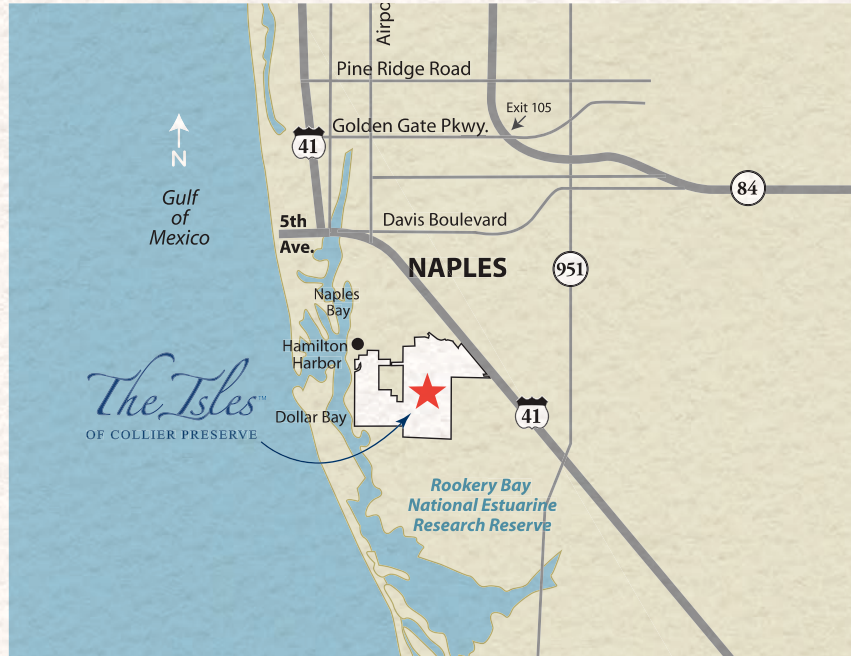 Airpo
Pine Ridge Road
Exit 105
Golden Gate Pkwy.
41
N
84
Gulf
of
Mexico
5th
Ave.
Davis Boulevard
NAPLES
951
Naples
Bay
Hamilton
Harbor
The Isles™
OF COLLIER PRESERVE
Dollar Bay
41
Rookery Bay
National Estuarine
Research Reserve